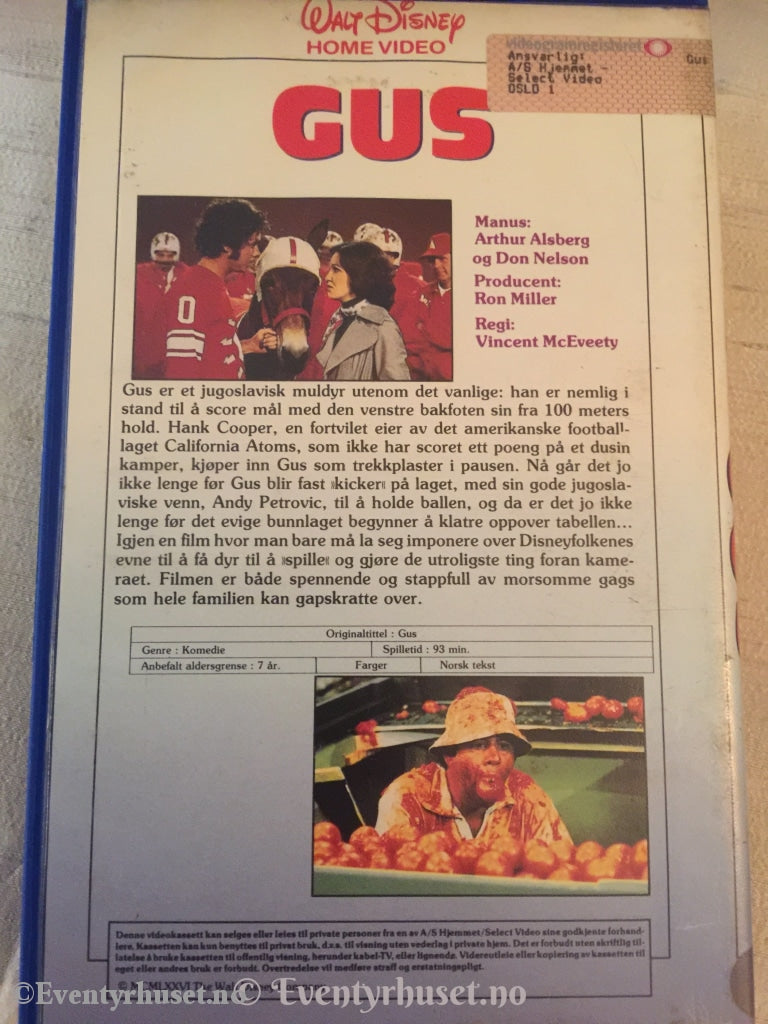 WALT DISNEY
HOME VIDEO
Videogramregisteret
Ansvarlig:
A/S Hjemmet -
Select Video
OSLO 1
Gus
GUS
Manus:
Arthur Alsberg
og Don Nelson
Producent:
Ron Miller
Regi:
Vincent McEveety
0
Gus er et jugoslavisk muldyr utenom det vanlige: han er nemlig i
stand til å score mål med den venstre bakfoten sin fra 100 meters
hold. Hank Cooper, en fortvilet eier av det amerikanske football-
laget California Atoms, som ikke har scoret ett poeng på et dusin
kamper, kjøper inn Gus som trekkplaster i pausen. Nå går det jo
ikke lenge før Gus blir fast »kicker« på laget, med sin gode jugosla-
viske venn, Andy Petrovic, til å holde ballen, og da er det jo ikke
lenge før det evige bunnlaget begynner å klatre oppover tabellen...
Igjen en film hvor man bare må la seg imponere over Disneyfolkenes
evne til å få dyr til å »spille« og gjøre de utroligste ting foran kame-
raet. Filmen er både spennende og stappfull av morsomme gags
som hele familien kan gapskratte over.
Originaltittel : Gus
Genre : Komedie Spilletid : 93 min.
Anbefalt aldersgrense : 7 år. Farger Norsk tekst
Denne videokassett kan selges eller leies til private personer fra en av A/S Hjemmet/Select Video sine godkjente forhand-
lere. Kassetten kan kun benyttes til privat bruk, d.v.s. til visning uten vederlag i private hjem. Det er forbudt uten skriftlig til-
latelse å bruke kassetten til offentlig visning, herunder kabel-TV, eller lignende. Videreutleie eller kopiering av kassetten til
eget eller andres bruk er forbudt. Overtredelse vil medføre straff og erstatningsplikt.
© MCMLXXVI The Walt Disney
©Eventyrhuset.no © Eventyrhuset.no